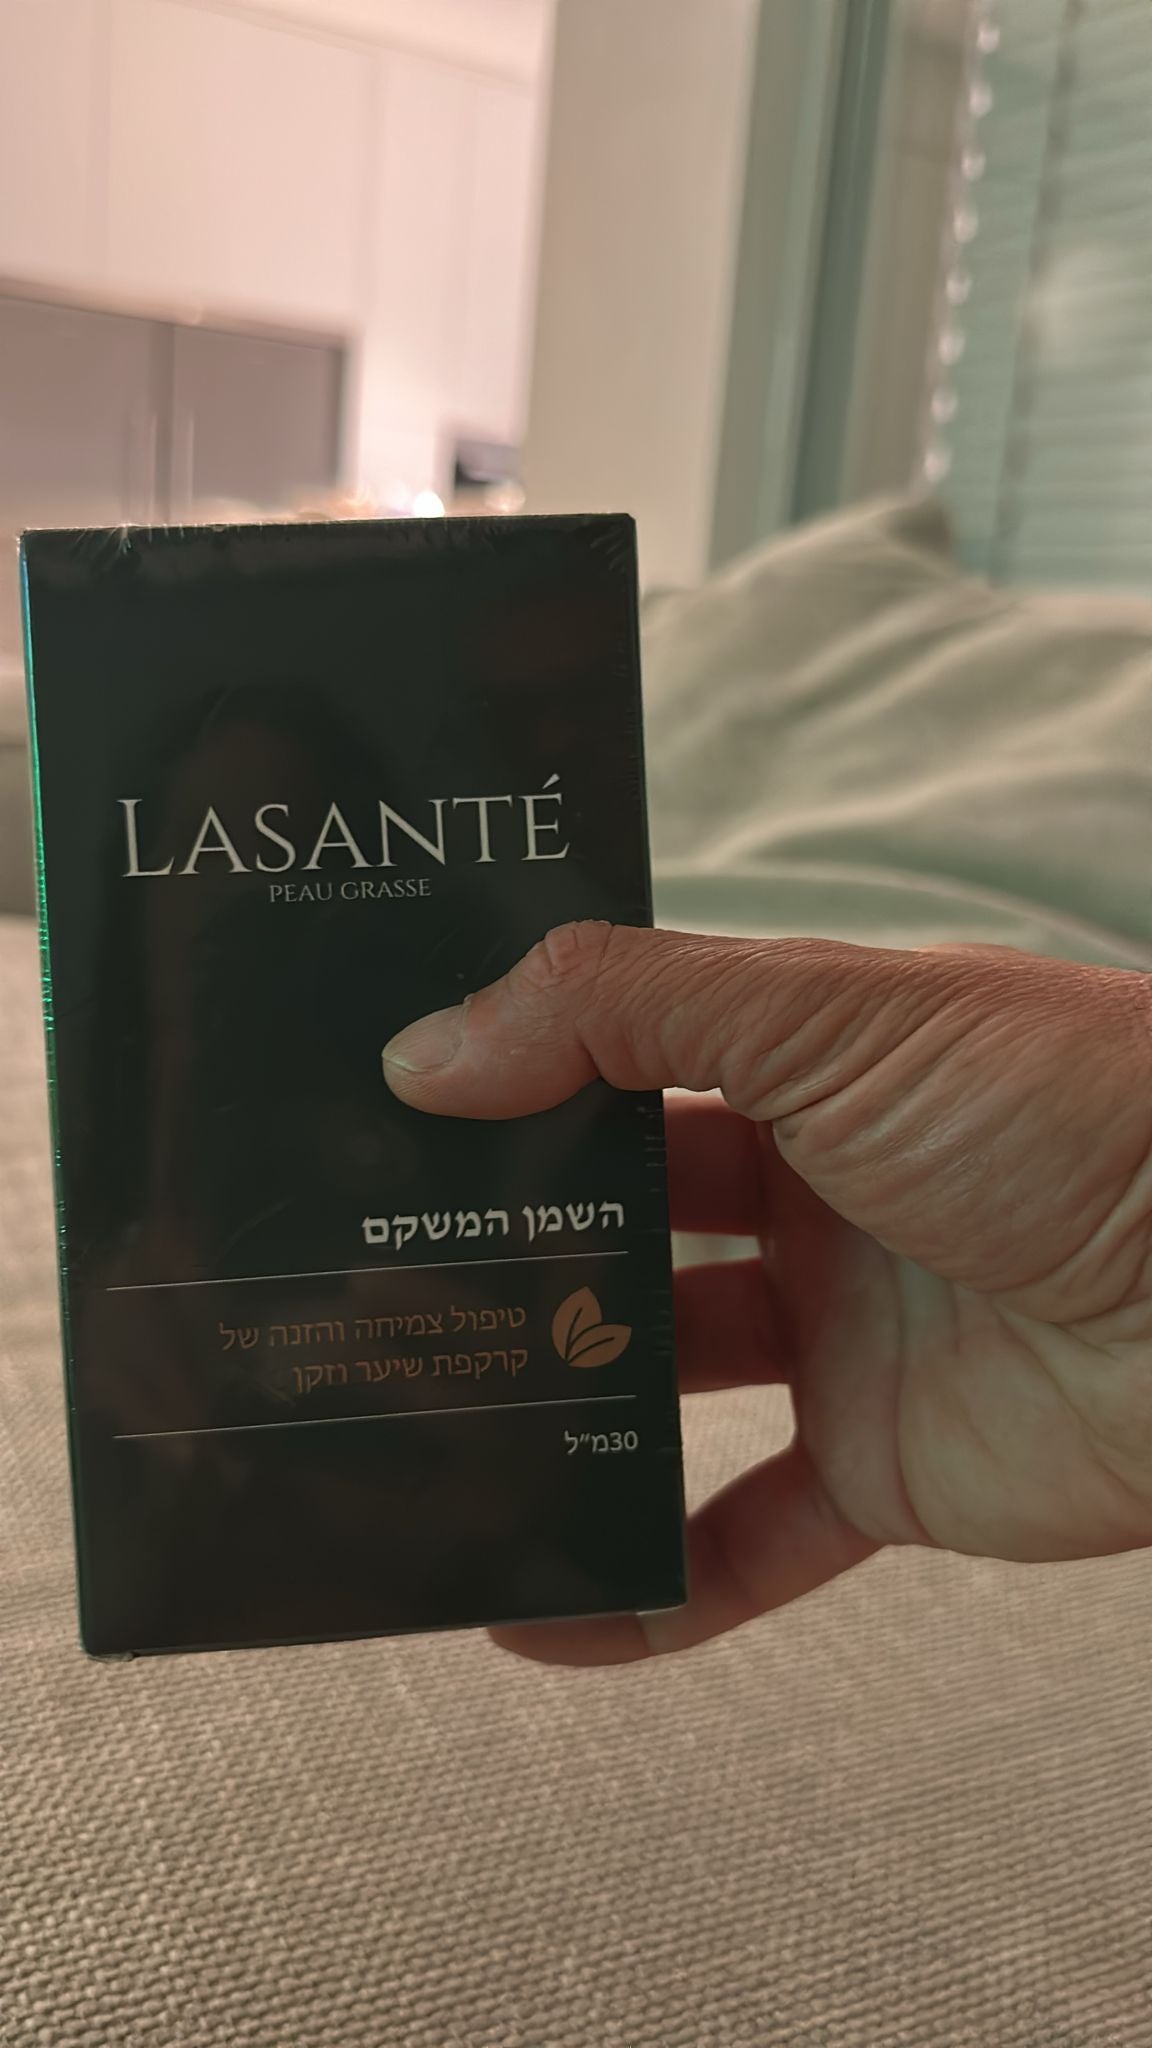 LASANTÉ
PEAU GRASSE
השמן המשקם
טיפול צמיחה והזנה של
קרקפת שיער וזקן
30מ״ל